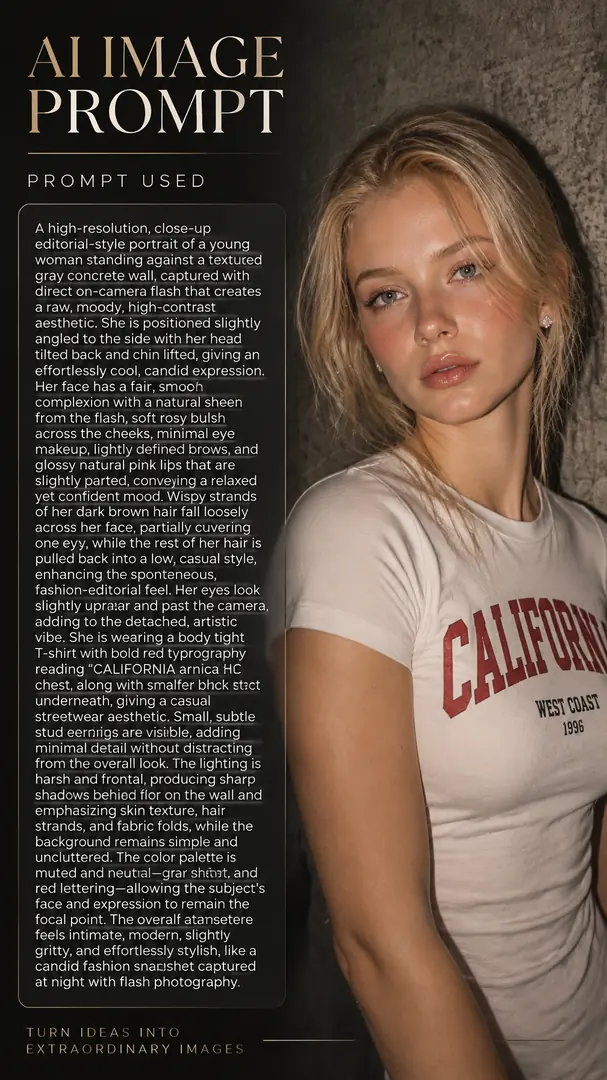 AI IMAGE
PROMPT
PROMPT USED
A high-resolution, close-up
editorial-style portrait of a young
woman standing against a textured
gray concrete wall, captured with
direct on-camera flash that creates
a raw, moody, high-contrast
aesthetic. She is positioned slightly
angled to the side with her head
tilted back and chin lifted, giving an
effortlessly cool, candid expression.
Her face has a fair, smooh
complexion with a natural sheen
from the flash, soft rosy bulsh
across the cheeks, minimal eye
makeup, lightly defined brows, and
glossy natural pink lips that are
slightly parted, conveying a relaxed
yet confident mood. Wispy strands
of her dark brown hair fall loosely
across her face, partially cuvering
one eyy, while the rest of her hair is
pulled back into a low, casual style,
enhancing the sponteneous,
fashion-editorial feel. Her eyes look
slightly and past the camera,
adding to the detached, artistic
vibe. She is wearing a body tight
T-shirt with bold red typrography
reading “CALIFORNIA arnica HC
chest, along with smalfer
underneath, giving a casual
streetwear aesthetic. Small, subtle
stud are visible, adding
minimal detail without distracting
from the overall look. The lighting is
harsh and frontal, producing sharp
shadows behied flor on the wall and
emphasizing skin texture, hair
strands, and fabric folds, while the
background remains simple and
uncluttered. The color palette is
muted and neutral—grar and
red lettering—allowing the subject's
face and expression to remain the
focal point. The overalf
feels intimate, modern, slightly
gritty, and effortlessly stylish, like a
candid fashion captured
at night with flash photography.
TURN IDEAS INTO
EXTRAORDINARY IMAGES
CALIFORN
WEST COAST
1996